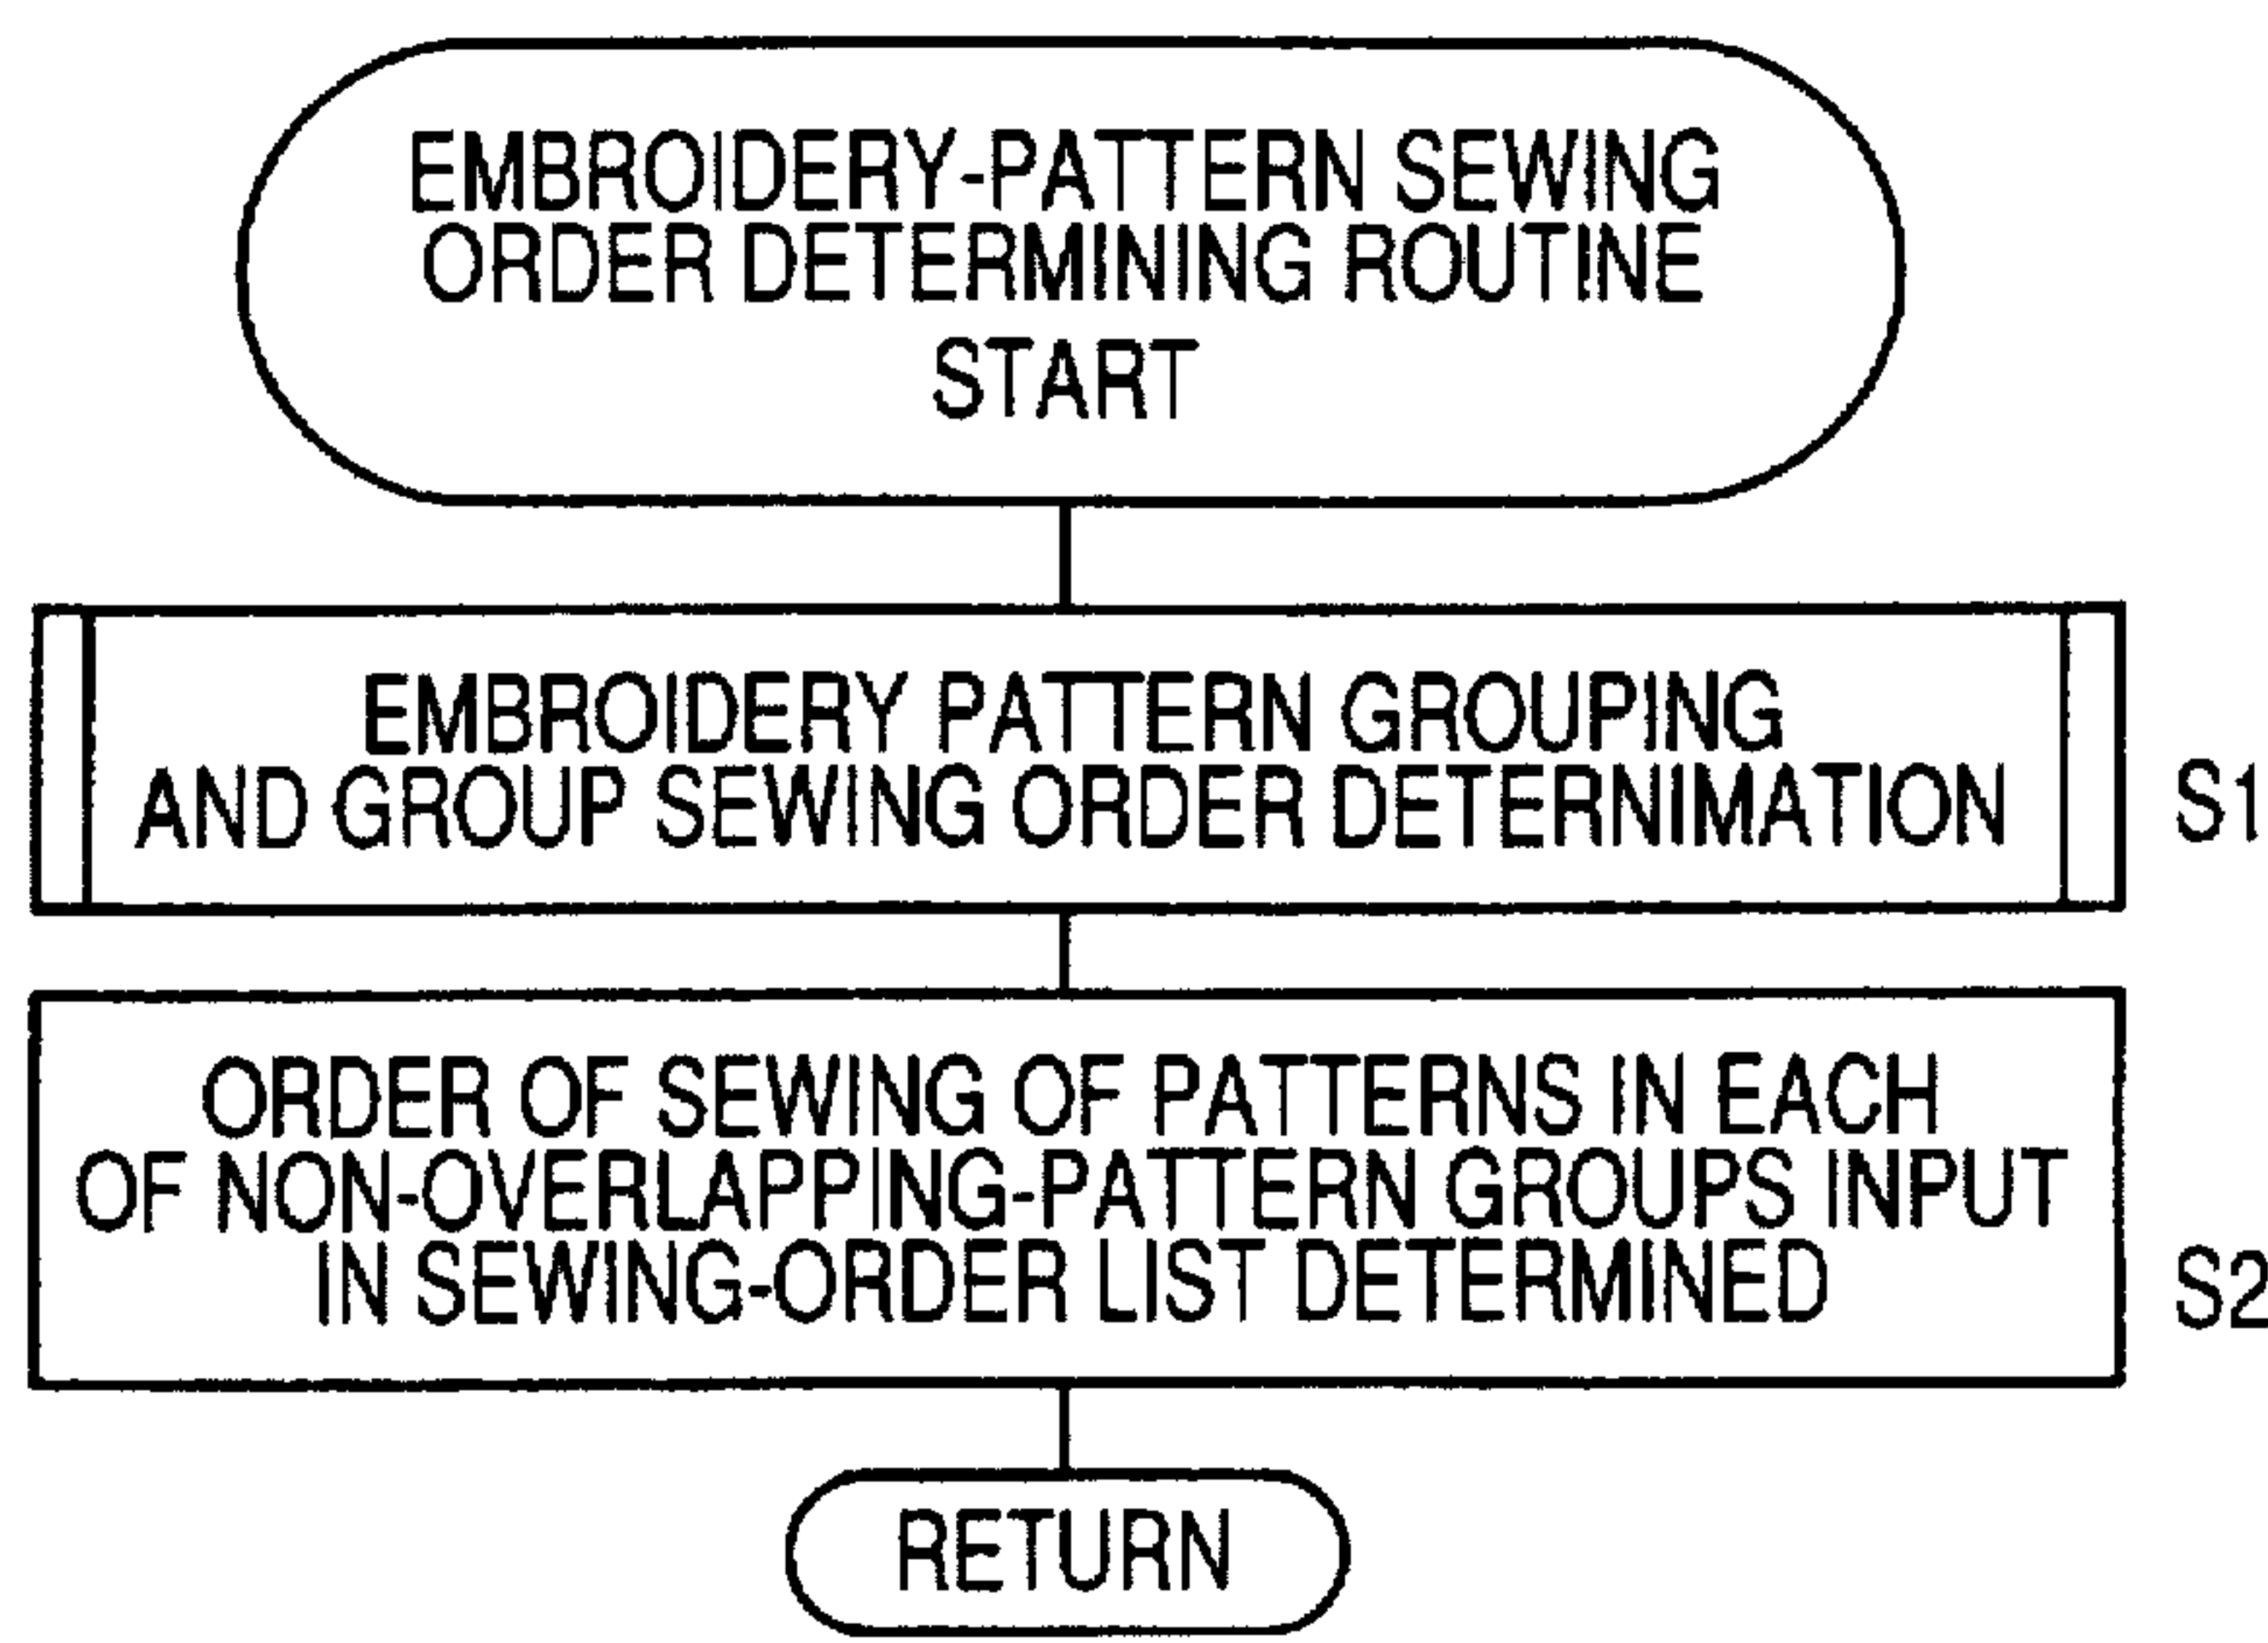 EMBROIDERY-PATTERN SEWING
ORDER DETERMINING ROUTINE
START
EMBROIDERY PATTERN GROUPING
AND GROUP SEWING ORDER DETERNIMATION
S1
ORDER OF SEWING OF PATTERNS IN EACH
OF NON-OVERLAPPING-PATTERN GROUPS INPUT
IN SEWING-ORDER LIST DETERMINED
S2
RETURN